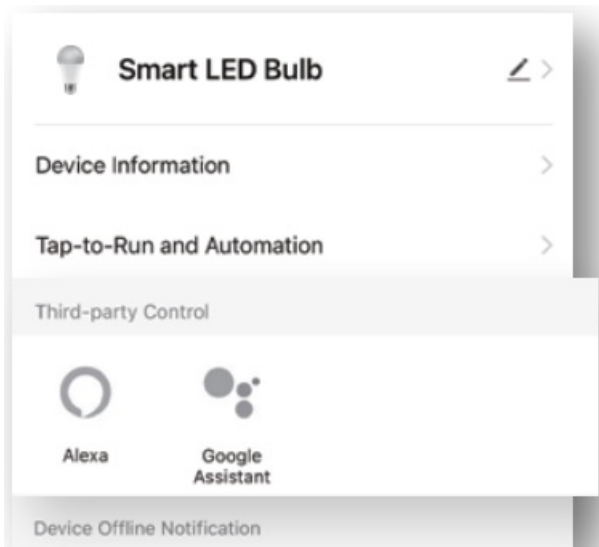 Smart LED Bulb
Device Information
Tap-to-Run and Automation
Third-party Control
Alexa
Google
Assistant
Device Offline Notification